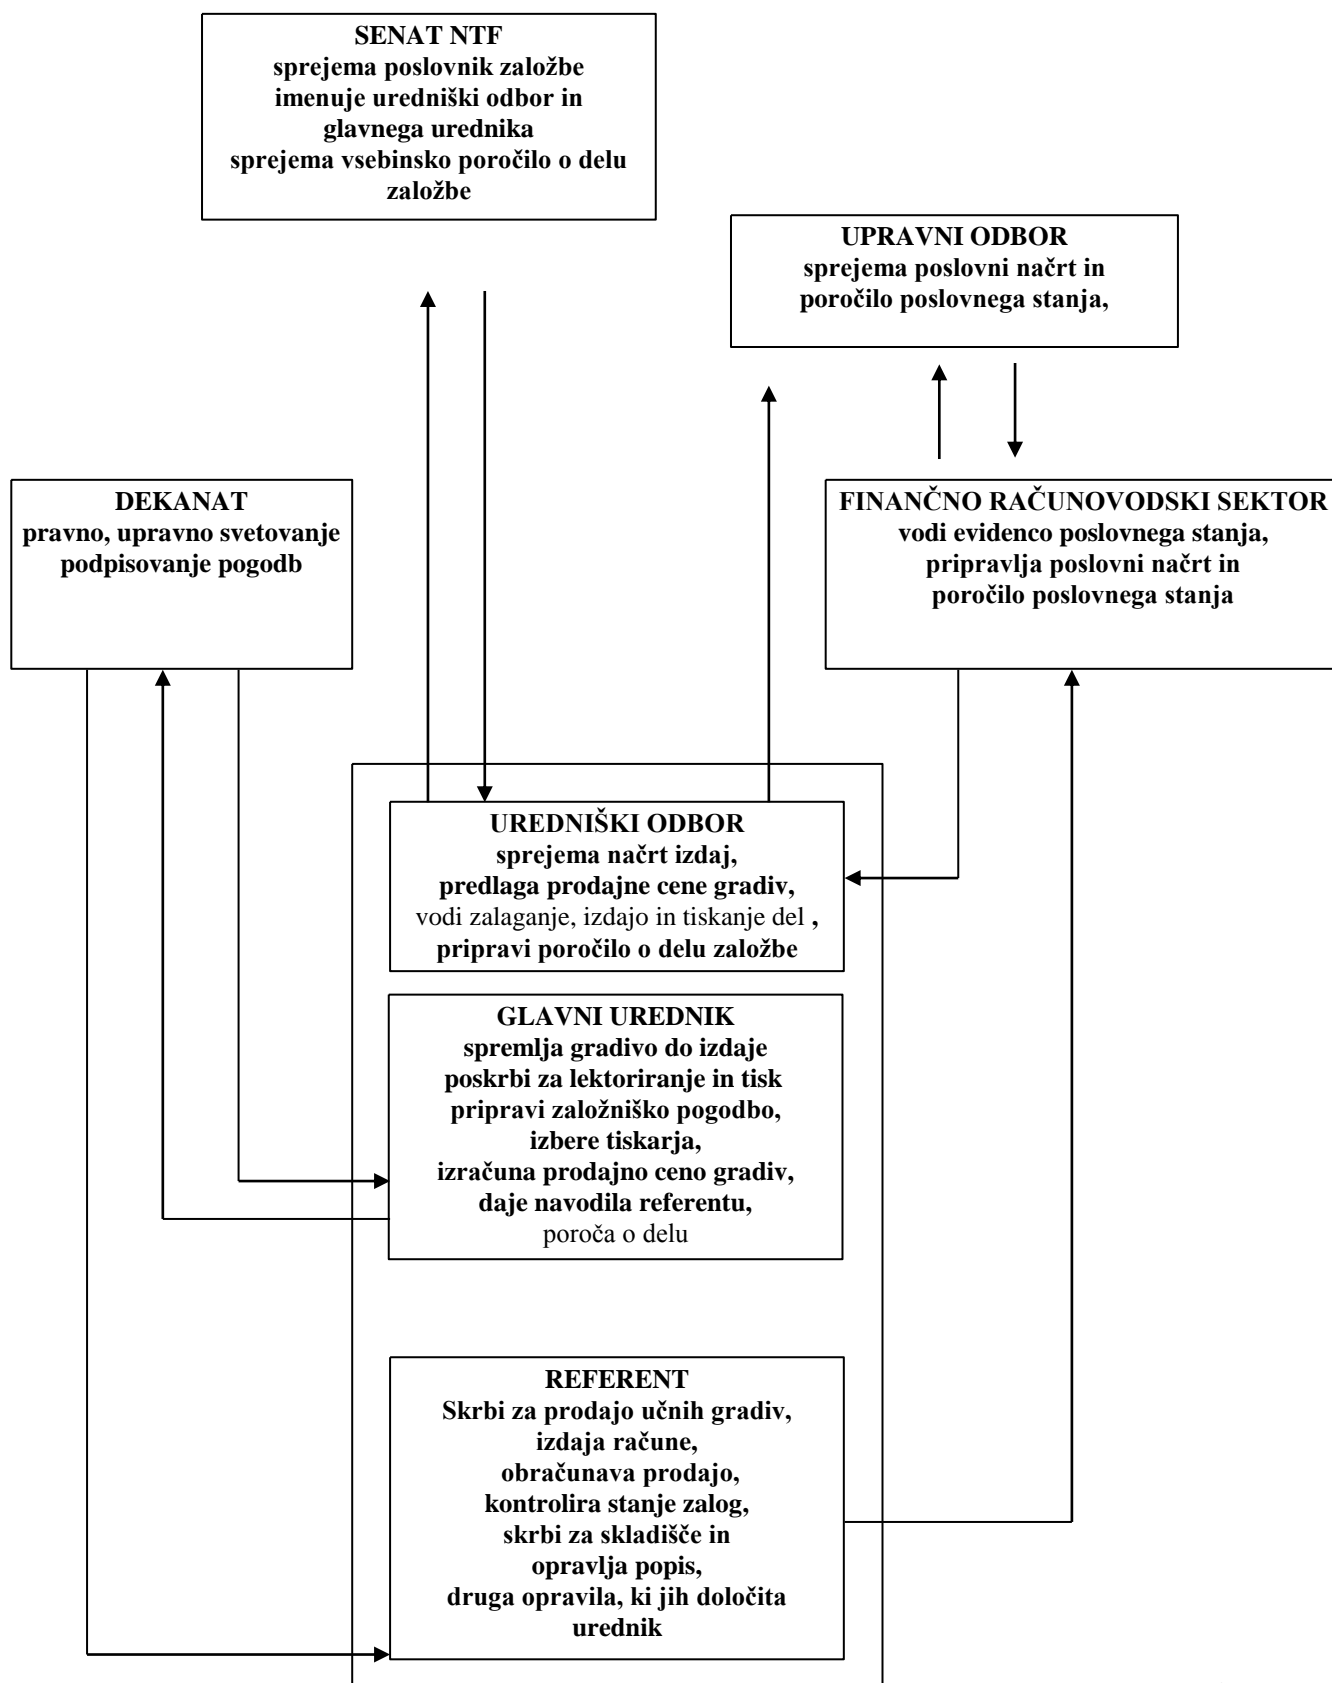 SENAT NTF
sprejema poslovnik založbe
imenuje uredniški odbor in
glavnega urednika
sprejema vsebinsko poročilo o delu
založbe
UPRAVNI ODBOR
sprejema poslovni načrt in
poročilo poslovnega stanja,
DEKANAT
pravno, upravno svetovanje
podpisovanje pogodb
FINANČNO RAČUNOVODSKI SEKTOR
vodi evidenco poslovnega stanja,
pripravlja poslovni načrt in
poročilo poslovnega stanja
UREDNIŠKI ODBOR
sprejema načrt izdaj,
predlaga prodajne cene gradiv,
vodi zalaganje, izdajo in tiskanje del ,
pripravi poročilo o delu založbe
GLAVNI UREDNIK
spremlja gradivo do izdaje
poskrbi za lektoriranje in tisk
pripravi založniško pogodbo,
izbere tiskarja,
izračuna prodajno ceno gradiv,
daje navodila referentu,
poroča o delu
REFERENT
Skrbi za prodajo učnih gradiv,
izdaja račune,
obračunava prodajo,
kontrolira stanje zalog,
skrbi za skladišče in
opravlja popis,
druga opravila, ki jih določita
urednik